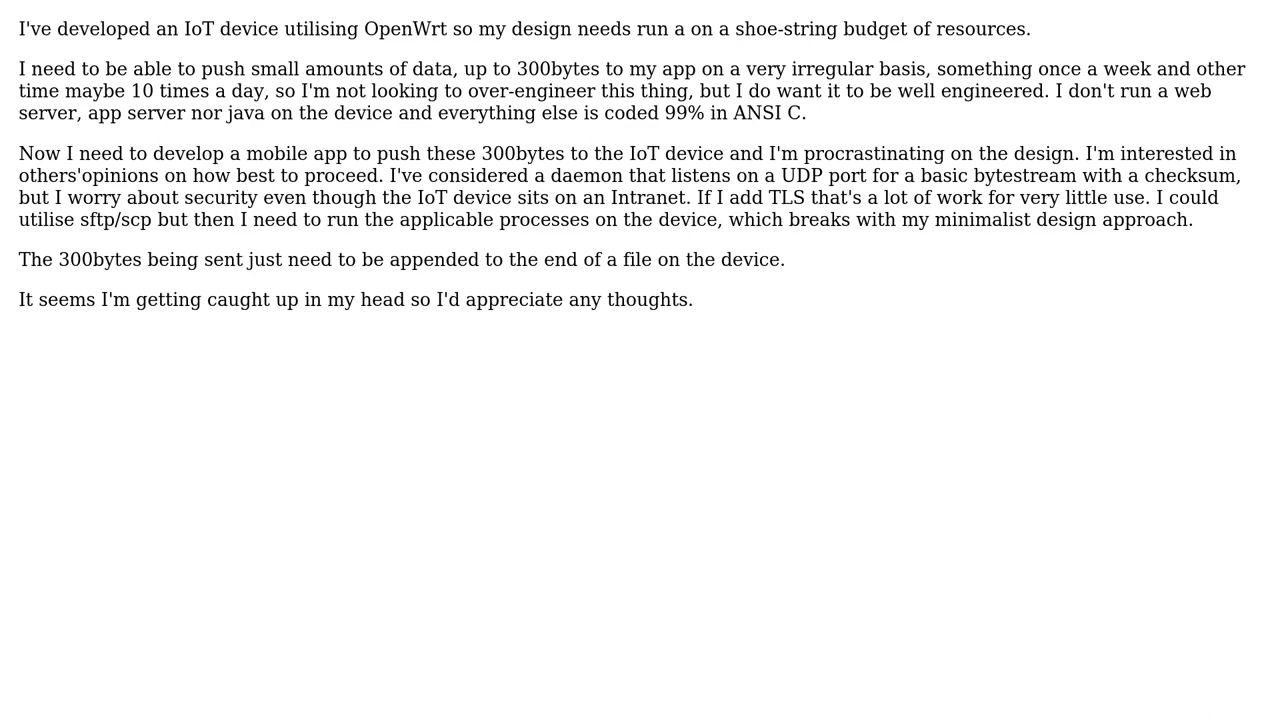 I've developed an IoT device utilising OpenWrt so my design needs run a on a shoe-string budget of resources.
I need to be able to push small amounts of data, up to 300bytes to my app on a very irregular basis, something once a week and other
time maybe 10 times a day, so I'm not looking to over-engineer this thing, but I do want it to be well engineered. I don't run a web
server, app server nor java on the device and everything else is coded 99% in ANSI C.
Now I need to develop a mobile app to push these 300bytes to the IoT device and I'm procrastinating on the design. I'm interested in
others'opinions on how best to proceed. I've considered a daemon that listens on a UDP port for a basic bytestream with a checksum,
but I worry about security even though the IoT device sits on an Intranet. If I add TLS that's a lot of work for very little use. I could
utilise sftp/scp but then I need to run the applicable processes on the device, which breaks with my minimalist design approach.
The 300bytes being sent just need to be appended to the end of a file on the device.
It seems I'm getting caught up in my head so I'd appreciate any thoughts.